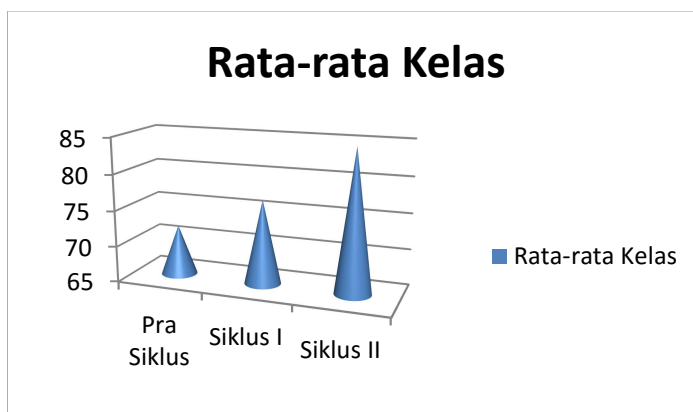 Rata-rata Kelas
85
80
75
70
65
Pra
Siklus
Siklus I
Siklus II
Rata-rata Kelas